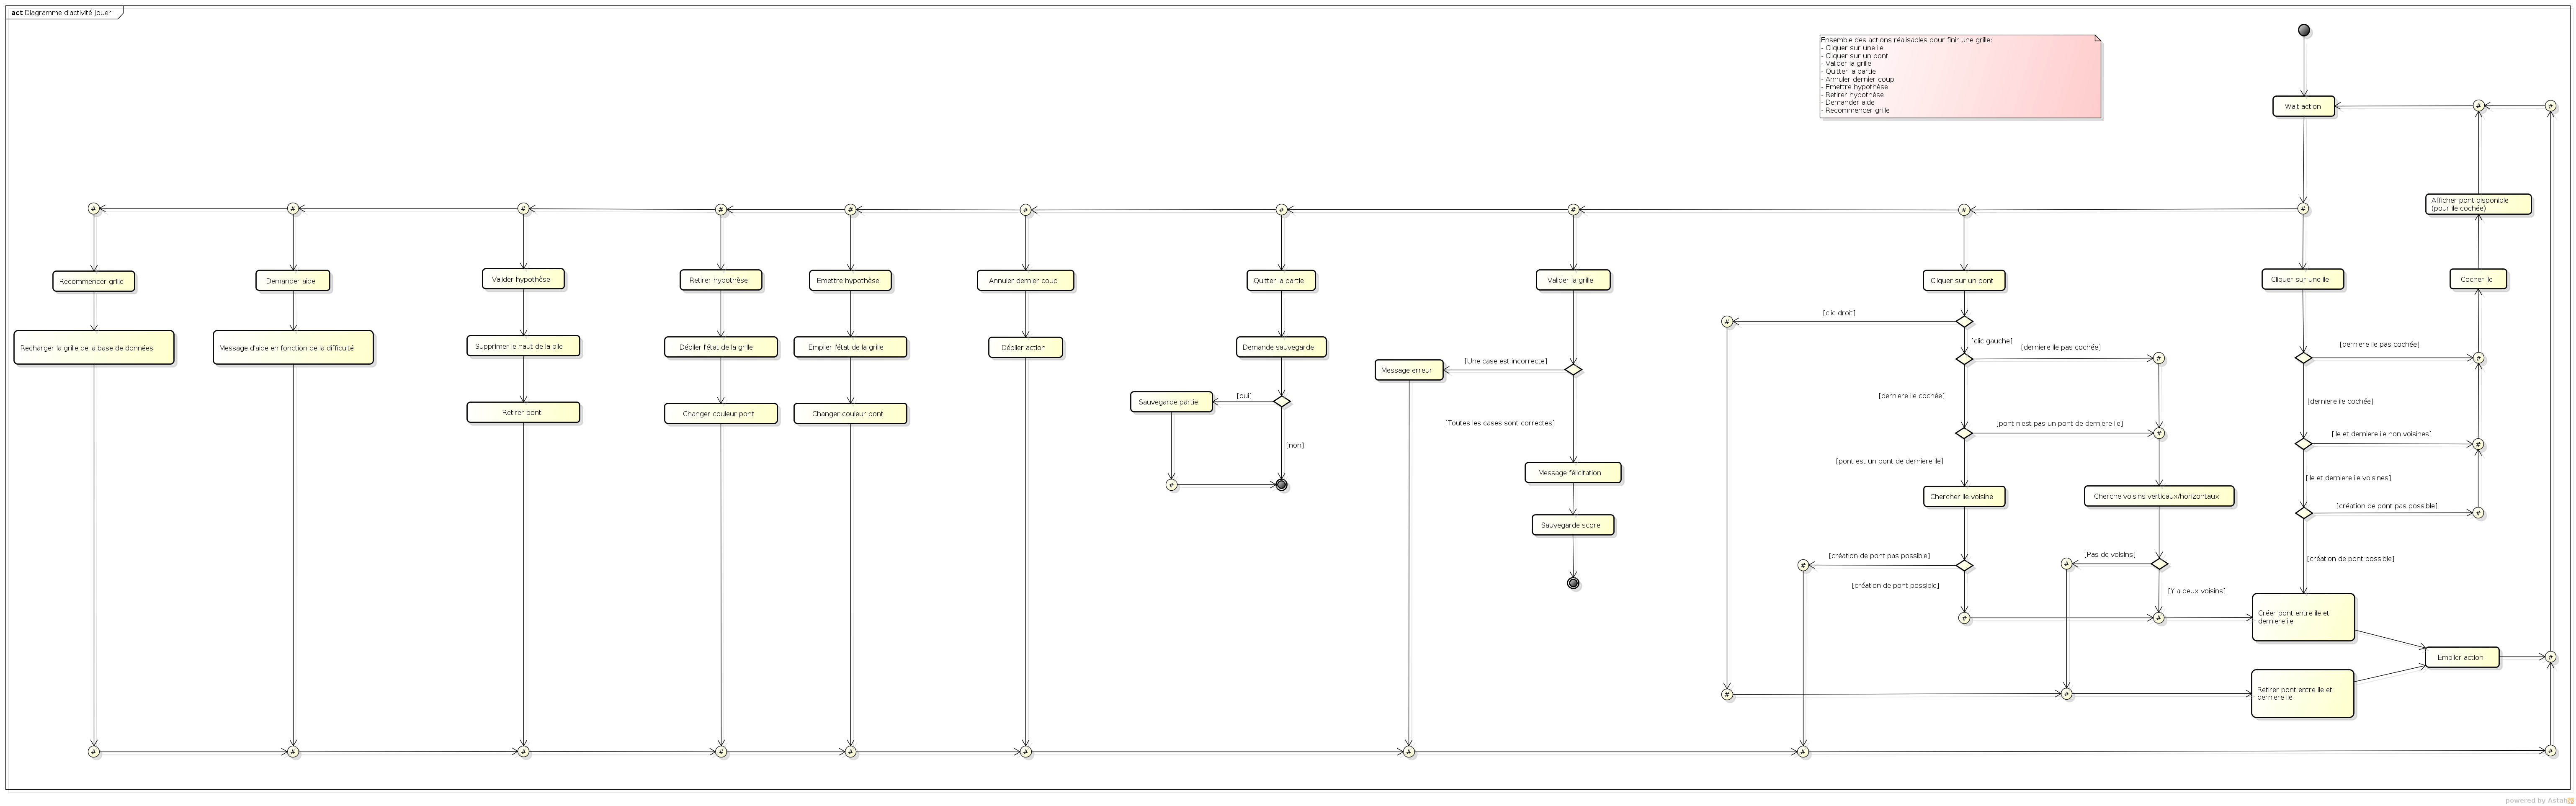 act Diagramme d'activité Jouer
Ensemble des actions réalisables pour finir une grille:
- Cliquer sur une ile
- Cliquer sur un pont
- Valider la grille
- Quitter la partie
- Annuler dernier coup
- Emettre hypothèse
- Retirer hypothèse
- Demander aide
- Recommencer grille
Wait action
#
#
#
#
#
#
#
#
#
#
#
#
Afficher pont disponible
(pour ile cochée)
Recommencer grille
Demander aide
Valider hypothèse
Retirer hypothèse
Emettre hypothèse
Annuler dernier coup
Quitter la partie
Valider la grille
Cliquer sur un pont
Cliquer sur une ile
Cocher ile
#
[clic droit]
[clic gauche]
Recharger la grille de la base de données
Message d'aide en fonction de la difficulté
Supprimer le haut de la pile
Dépiler l'état de la grille
Empiler l'état de la grille
Dépiler action
Demande sauvegarde
[derniere ile pas cochée]
#
[derniere ile pas cochée]
#
Message erreur
[Une case est incorrecte]
[derniere ile cochée]
[derniere ile cochée]
Retirer pont
Changer couleur pont
Changer couleur pont
Sauvegarde partie
[oui]
[non]
[Toutes les cases sont correctes]
[pont n'est pas un pont de derniere ile]
#
[ile et derniere ile non voisines]
#
[pont est un pont de derniere ile]
[ile et derniere ile voisines]
#
Message félicitation
Chercher ile voisine
Cherche voisins verticaux/horizontaux
[création de pont pas possible]
#
Sauvegarde score
#
[création de pont pas possible]
#
[Pas de voisins]
[création de pont possible]
[création de pont possible]
[Y a deux voisins]
#
#
Créer pont entre ile et
derniere ile
Empiler action
#
#
#
Retirer pont entre ile et
derniere ile
#
#
#
#
#
#
#
#
#
powered by Astah